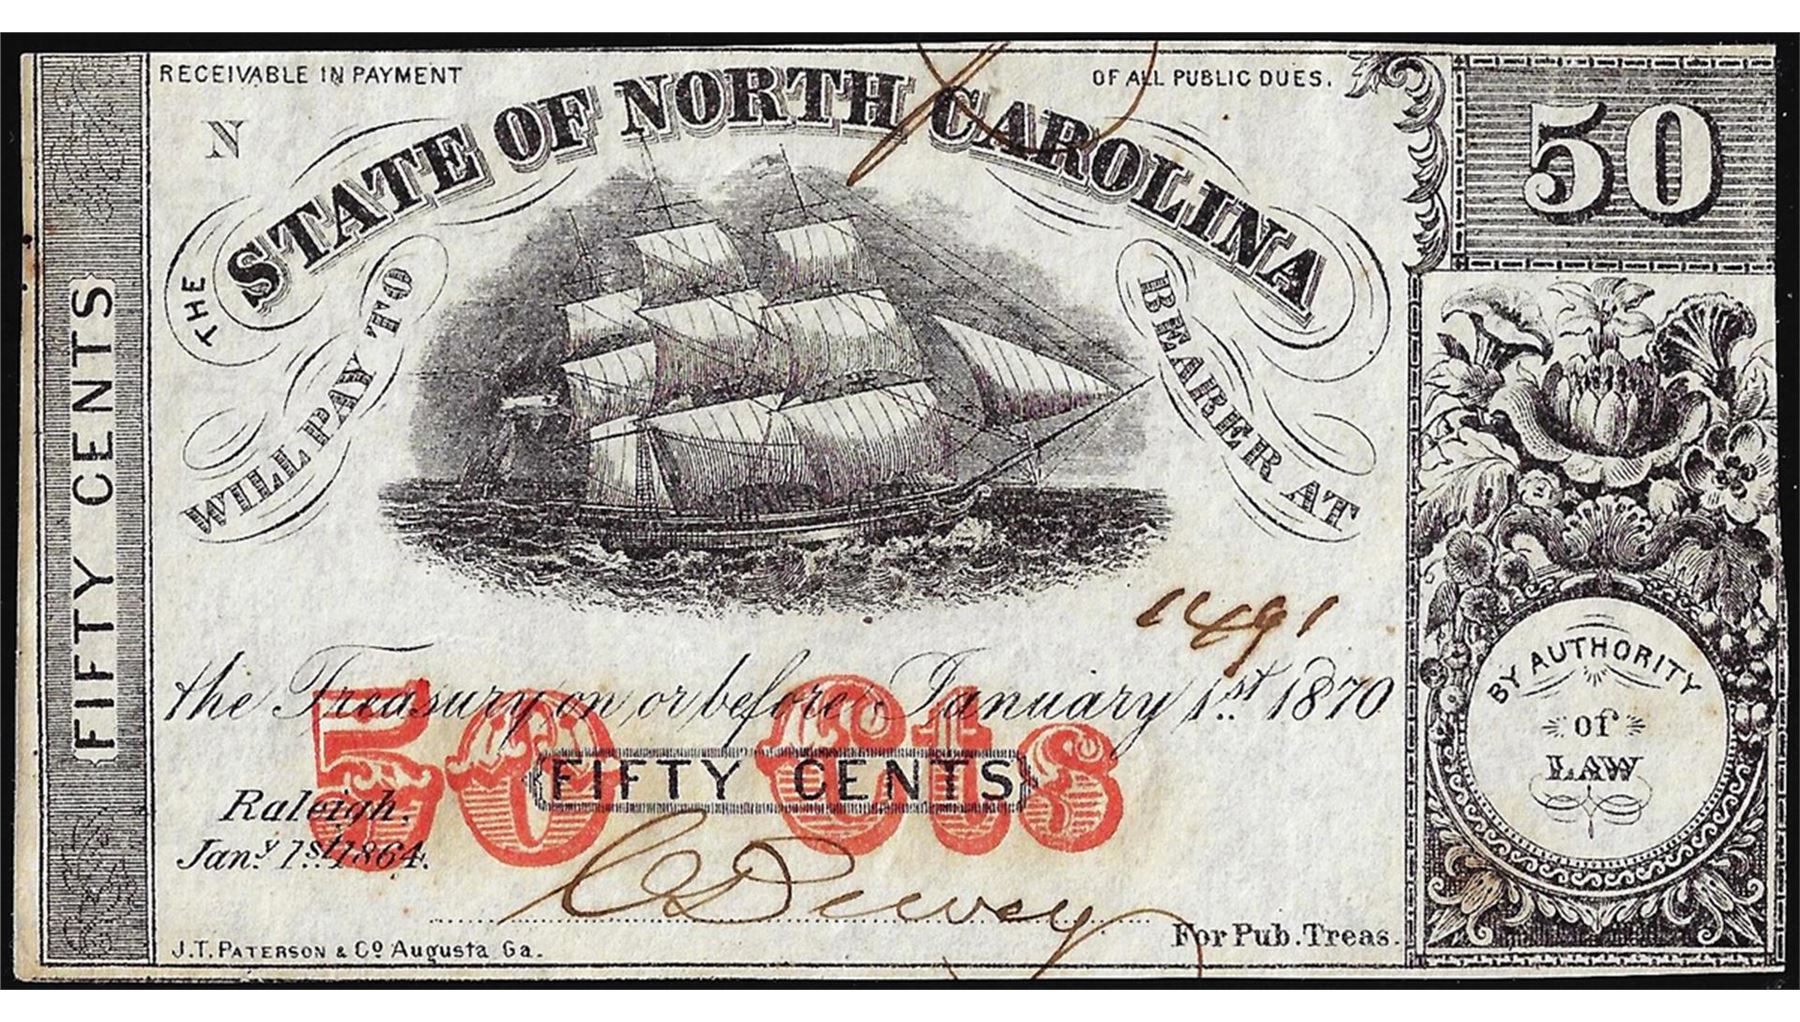 RECEIVABLE IN PAYMENT OF ALL PUBLIC DUES.
N
THE STATE OF NORTH CAROLINA
WILL PAY TO BEARER AT
1491
the Treasury on or before January 1st. 1870
50 Cts
FIFTY CENTS
Raleigh,
Jany. 1st. 1864.
C Dewey
For Pub. Treas.
J.T. PATERSON & Co Augusta Ga.
FIFTY CENTS
50
BY AUTHORITY
of
LAW